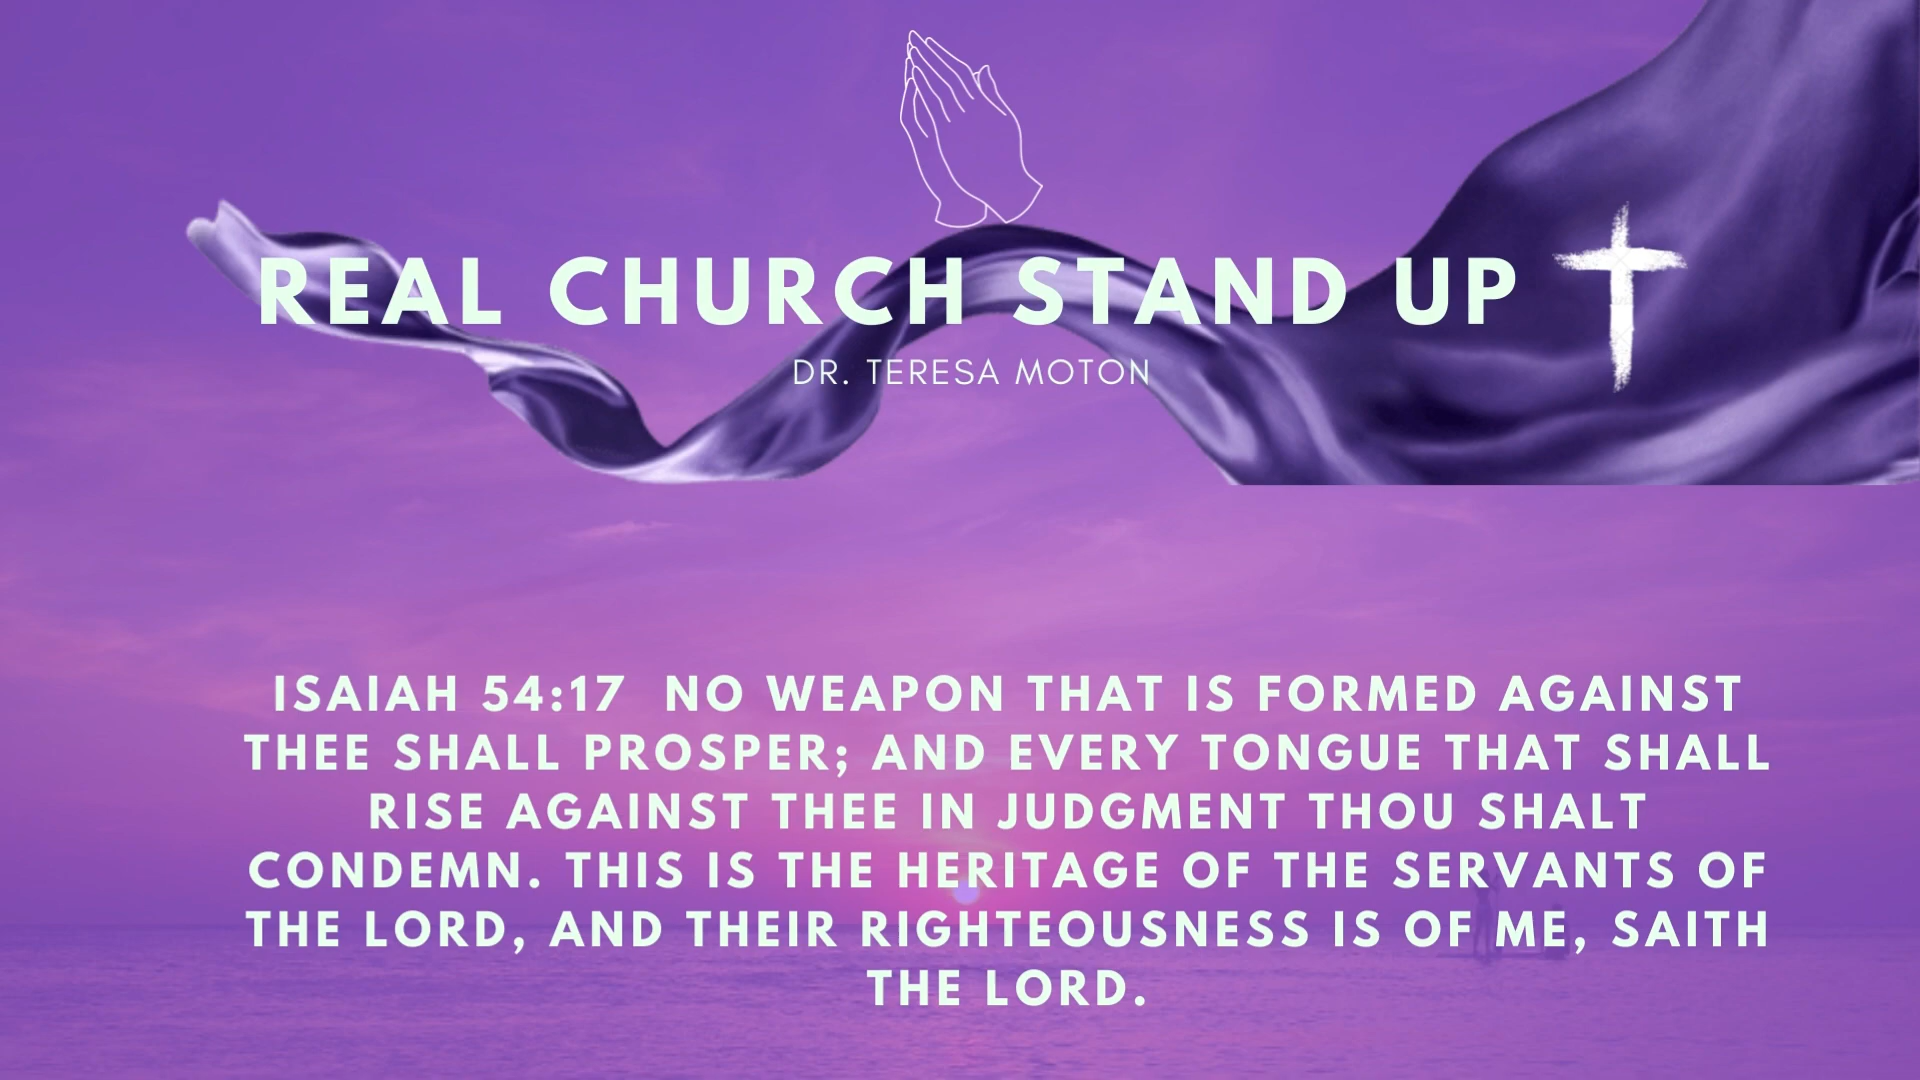 REAL CHURCH STAND UP
DR. TERESA MOTON
ISAIAH 54:17  NO WEAPON THAT IS FORMED AGAINST
THEE SHALL PROSPER; AND EVERY TONGUE THAT SHALL
RISE AGAINST THEE IN JUDGMENT THOU SHALT
CONDEMN. THIS IS THE HERITAGE OF THE SERVANTS OF
THE LORD, AND THEIR RIGHTEOUSNESS IS OF ME, SAITH
THE LORD.